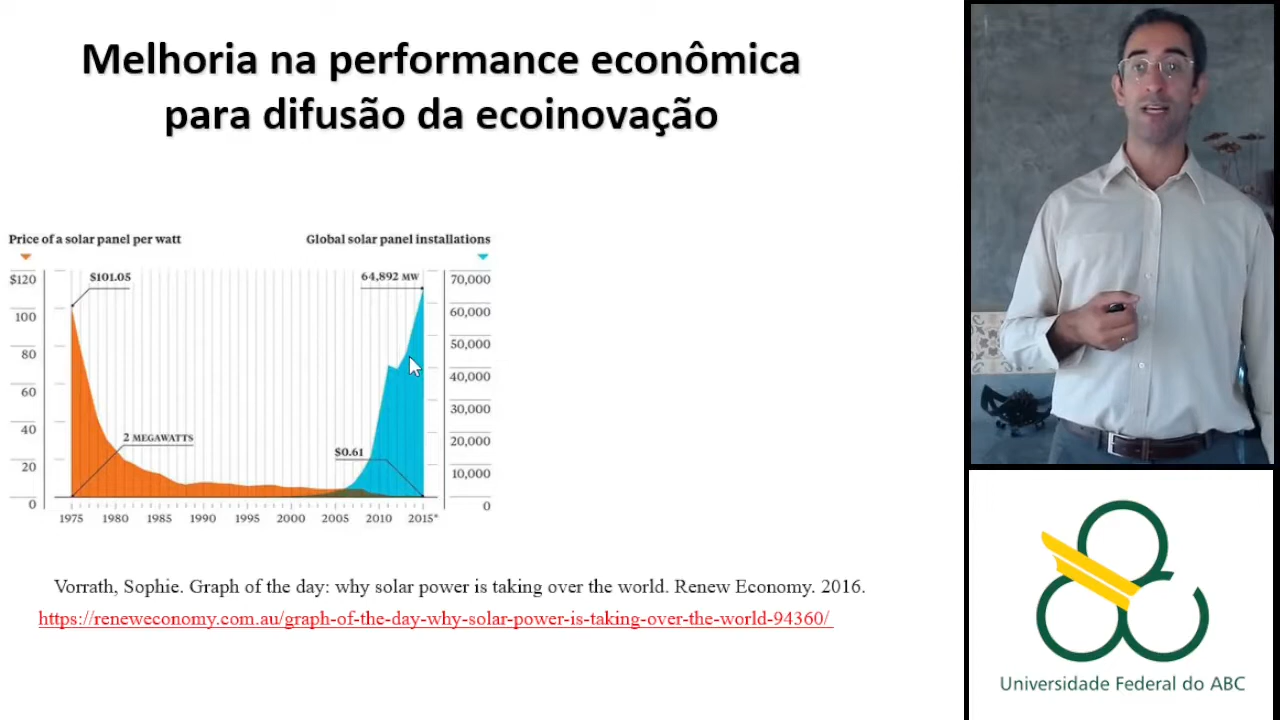 Melhoria na performance econômica
para difusão da ecoinovação
Price of a solar panel per watt
Global solar panel installations
$120
100
80
60
40
20
0
$101.05
2 MEGAWATTS
64,892 MW
$0.61
70,000
60,000
50,000
40,000
30,000
20,000
10,000
0
1975 1980 1985 1990 1995 2000 2005 2010 2015*
Vorrath, Sophie. Graph of the day: why solar power is taking over the world. Renew Economy. 2016.
https://reneweconomy.com.au/graph-of-the-day-why-solar-power-is-taking-over-the-world-94360/
Universidade Federal do ABC